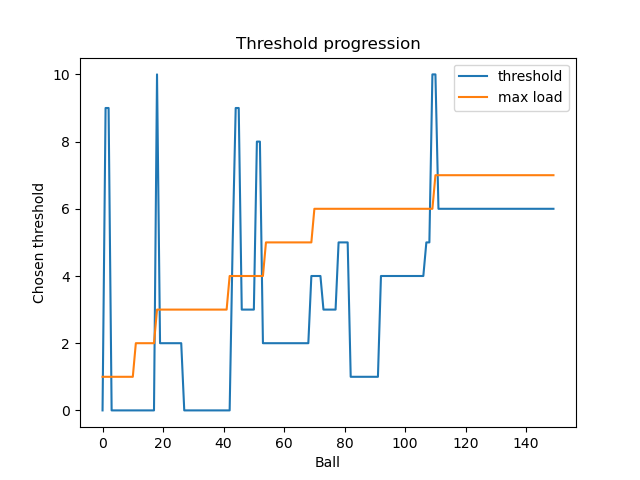 Threshold progression
threshold
max load
Chosen threshold
10
8
6
4
2
0
0 20 40 60 80 100 120 140
Ball